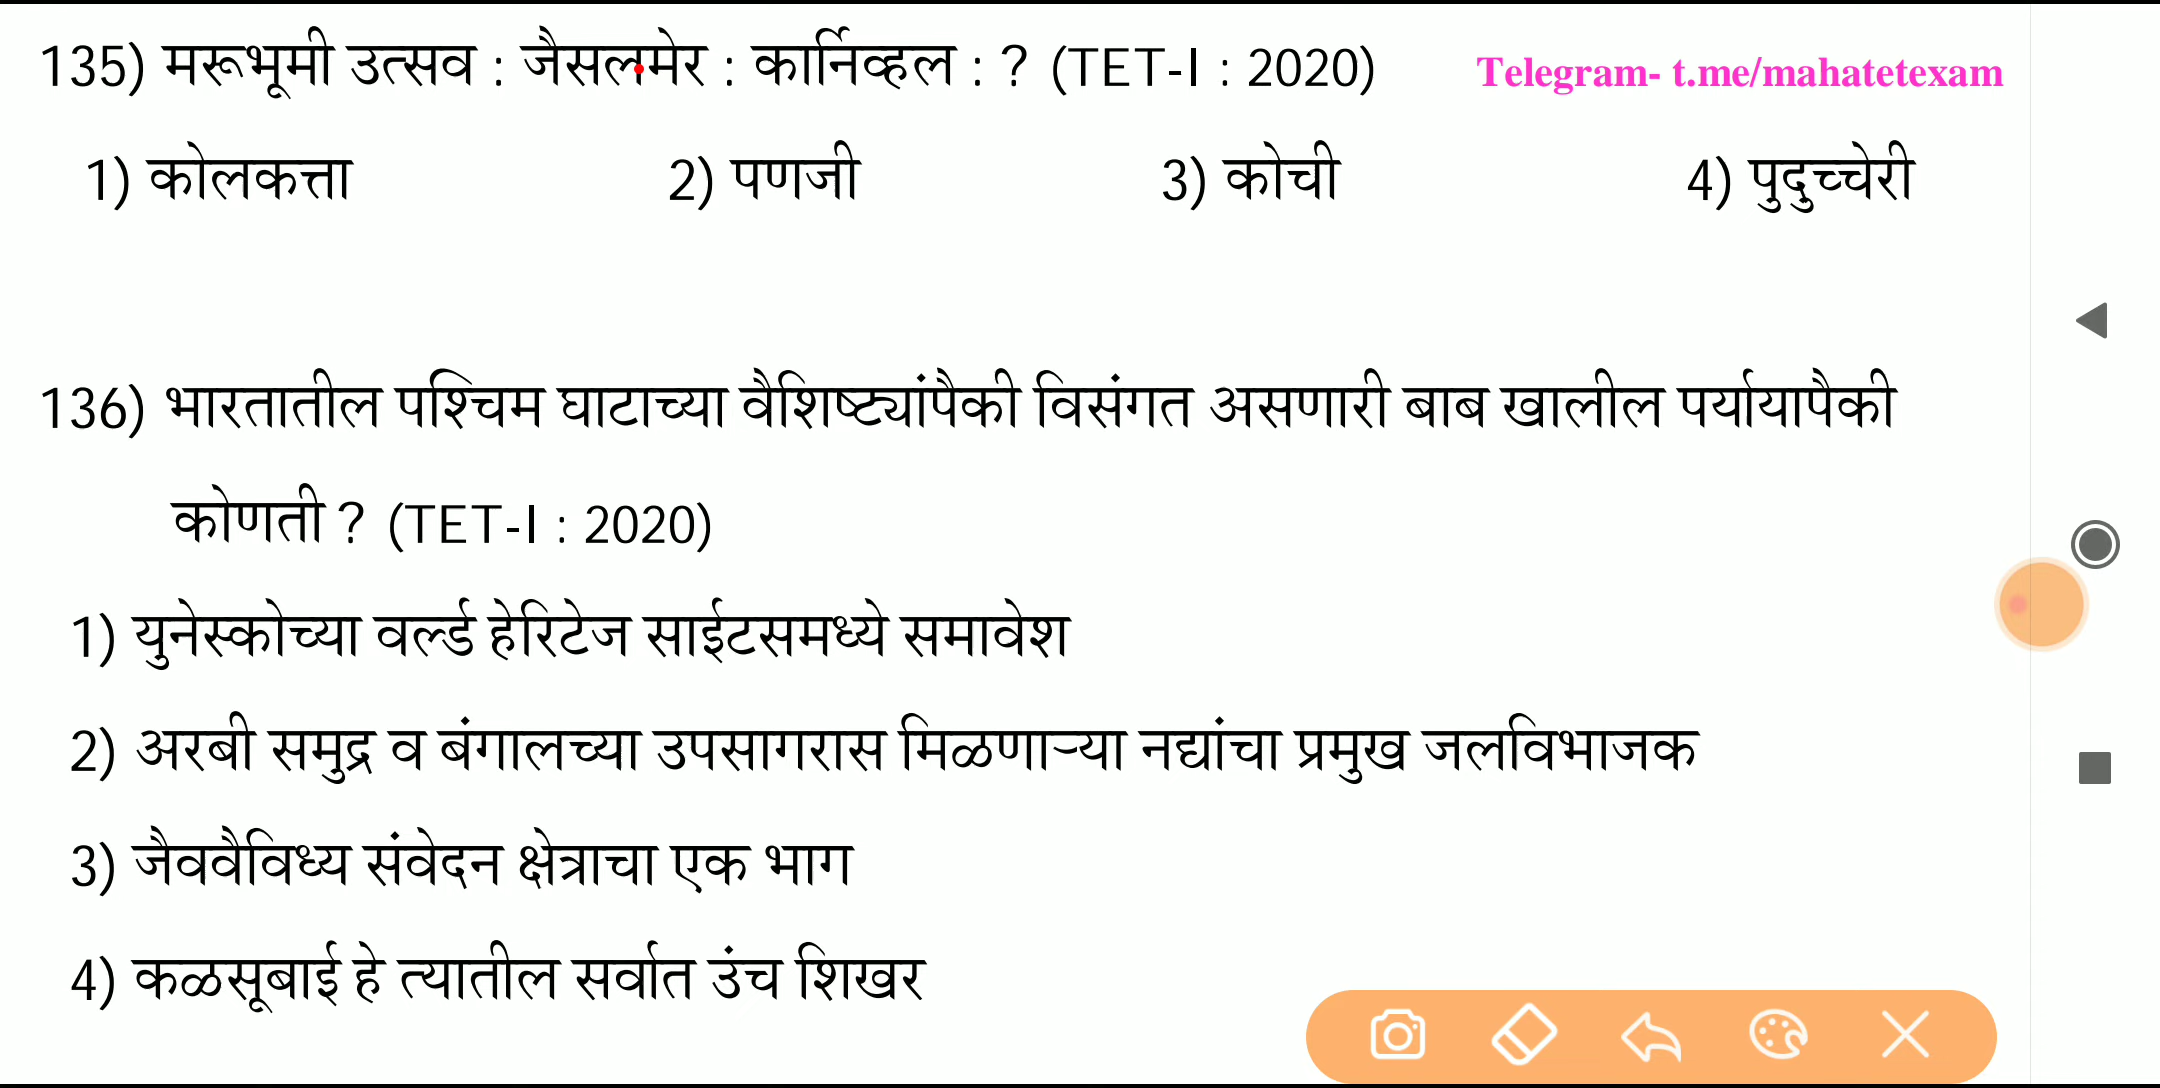 135) मरूभूमी उत्सव : जैसलमेर : कार्निव्हल : ? (TET-I : 2020) Telegram- t.me/mahatetexam
1) कोलकत्ता 2) पणजी 3) कोची 4) पुदुच्चेरी
136) भारतातील पश्चिम घाटाच्या वैशिष्ट्यांपैकी विसंगत असणारी बाब खालील पर्यायापैकी
कोणती ? (TET-I : 2020)
1) युनेस्कोच्या वर्ल्ड हेरिटेज साईटसमध्ये समावेश
2) अरबी समुद्र व बंगालच्या उपसागरास मिळणाऱ्या नद्यांचा प्रमुख जलविभाजक
3) जैववैविध्य संवेदन क्षेत्राचा एक भाग
4) कळसूबाई हे त्यातील सर्वात उंच शिखर